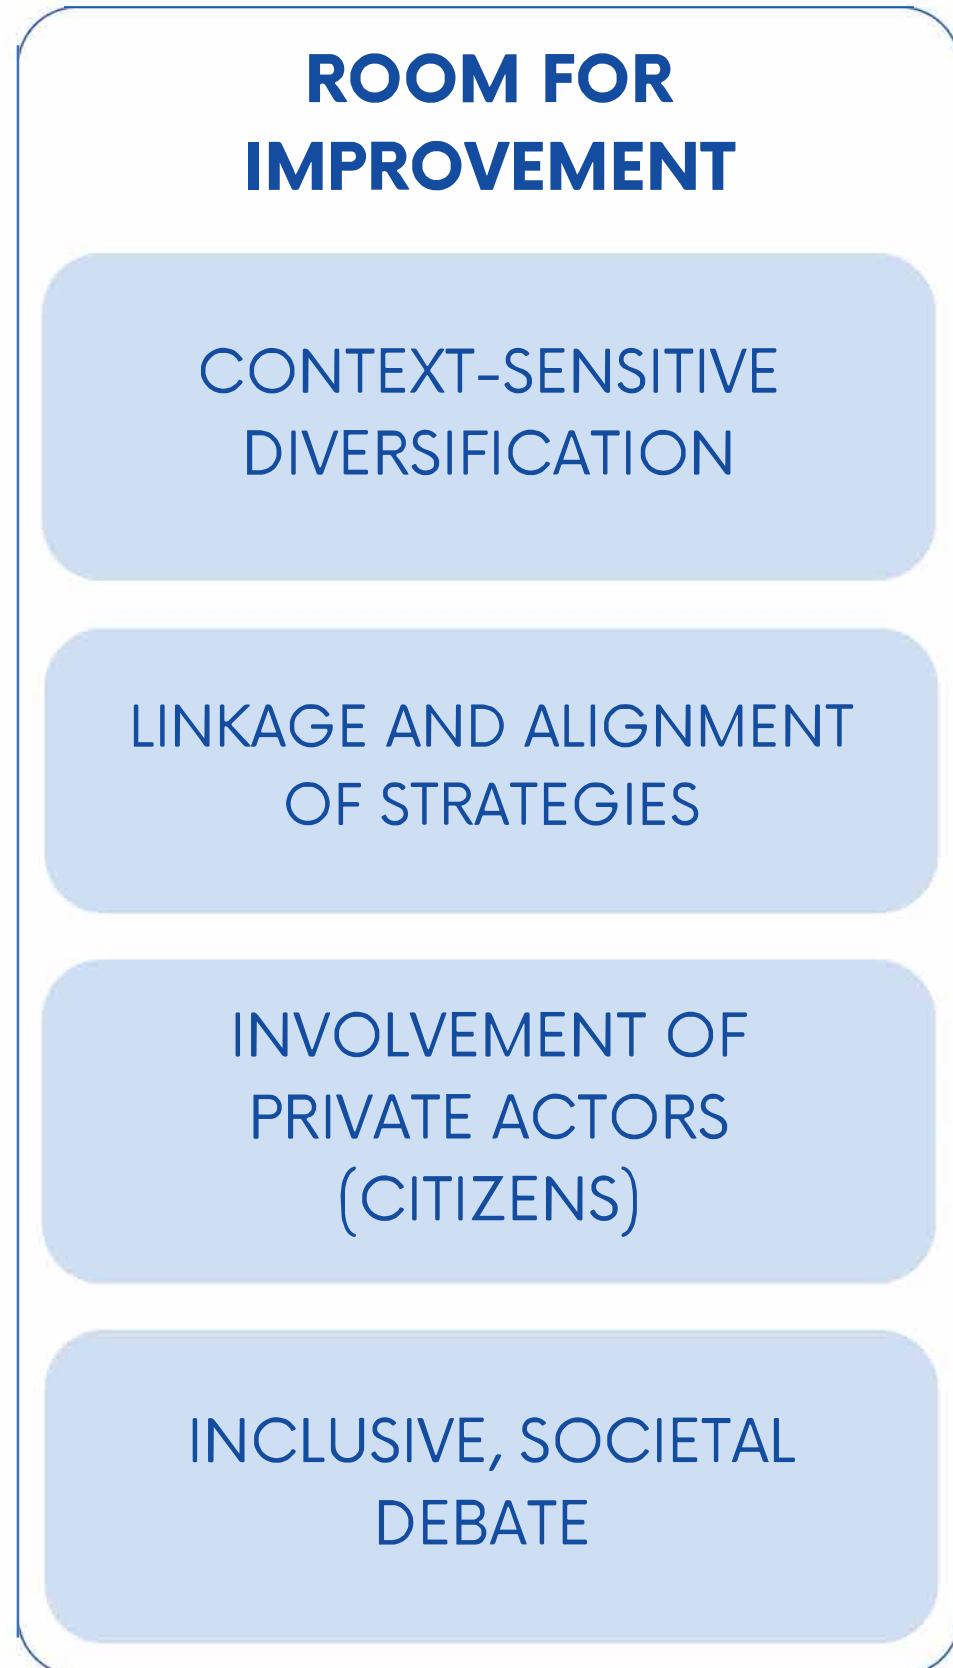 ROOM FOR
IMPROVEMENT
CONTEXT-SENSITIVE
DIVERSIFICATION
LINKAGE AND ALIGNMENT
OF STRATEGIES
INVOLVEMENT OF
PRIVATE ACTORS
(CITIZENS)
INCLUSIVE, SOCIETAL
DEBATE